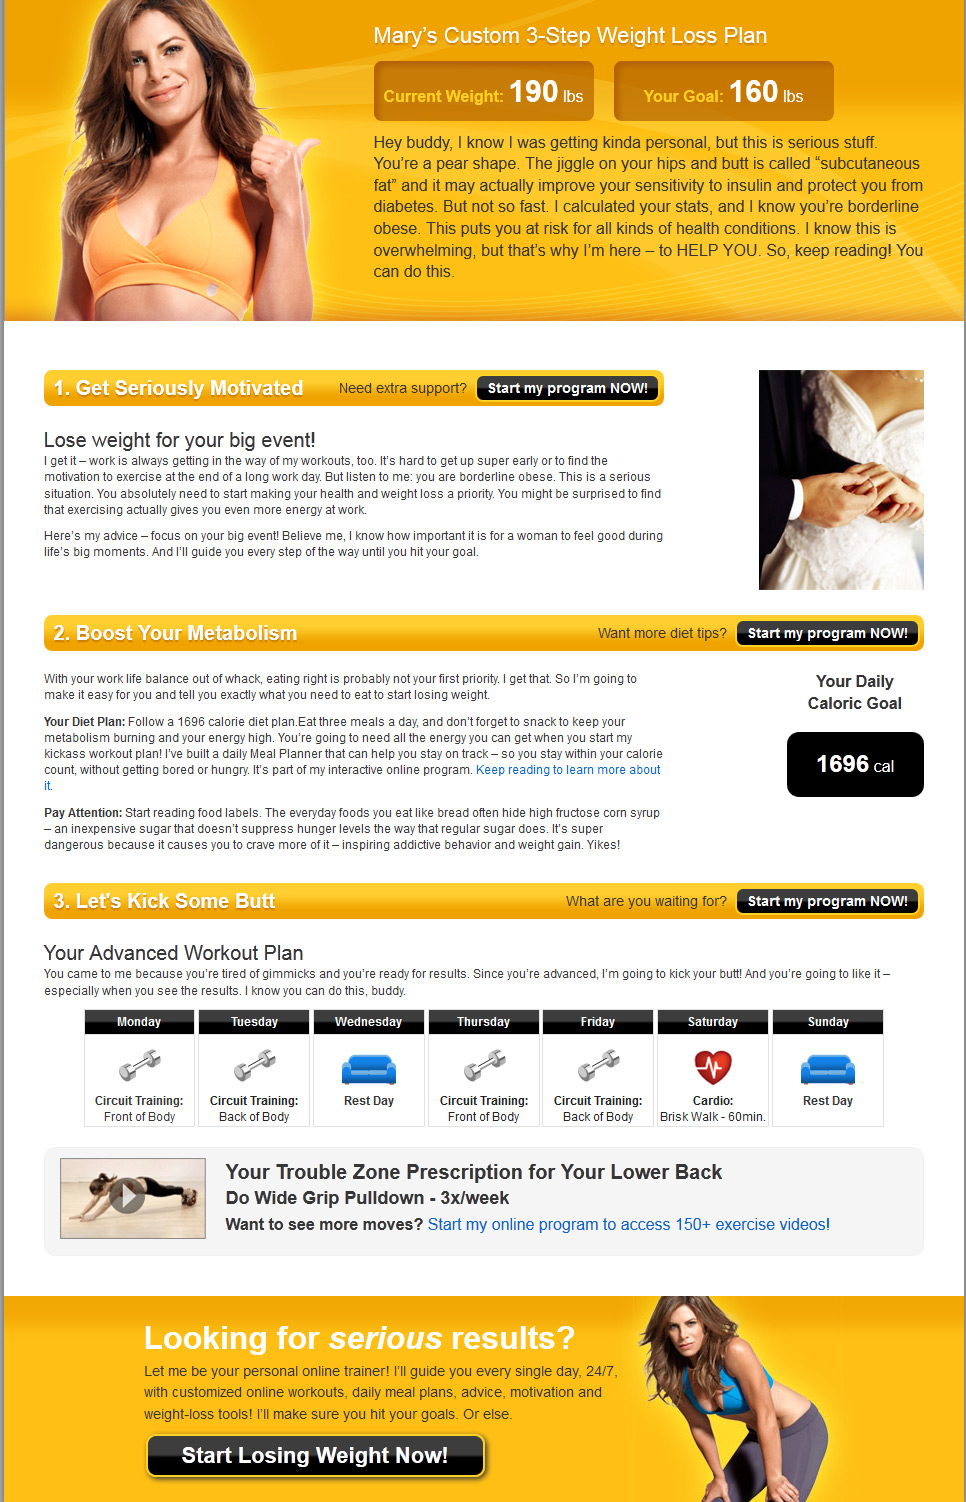 Mary's Custom 3-Step Weight Loss Plan
Current Weight: 190 lbs
Your Goal: 160 lbs
Hey buddy, I know I was getting kinda personal, but this is serious stuff.
You're a pear shape. The jiggle on your hips and butt is called “subcutaneous
fat” and it may actually improve your sensitivity to insulin and protect you from
diabetes. But not so fast. I calculated your stats, and I know you're borderline
obese. This puts you at risk for all kinds of health conditions. I know this is
overwhelming, but that's why I'm here – to HELP YOU. So, keep reading! You
can do this.
1. Get Seriously Motivated
Need extra support?
Start my program NOW!
Lose weight for your big event!
I get it – work is always getting in the way of my workouts, too. It's hard to get up super early or to find the
motivation to exercise at the end of a long work day. But listen to me: you are borderline obese. This is a serious
situation. You absolutely need to start making your health and weight loss a priority. You might be surprised to find
that exercising actually gives you even more energy at work.
Here's my advice – focus on your big event! Believe me, I know how important it is for a woman to feel good during
life's big moments. And I'll guide you every step of the way until you hit your goal.
2. Boost Your Metabolism
Want more diet tips?
Start my program NOW!
With your work life balance out of whack, eating right is probably not your first priority. I get that. So I'm going to
make it easy for you and tell you exactly what you need to eat to start losing weight.
Your Diet Plan: Follow a 1696 calorie diet plan.Eat three meals a day, and don't forget to snack to keep your
metabolism burning and your energy high. You're going to need all the energy you can get when you start my
kickass workout plan! I've built a daily Meal Planner that can help you stay on track – so you stay within your calorie
count, without getting bored or hungry. It's part of my interactive online program. Keep reading to learn more about
it.
Pay Attention: Start reading food labels. The everyday foods you eat like bread often hide high fructose corn syrup
– an inexpensive sugar that doesn't suppress hunger levels the way that regular sugar does. It's super
dangerous because it causes you to crave more of it – inspiring addictive behavior and weight gain. Yikes!
Your Daily
Caloric Goal
1696 cal
3. Let's Kick Some Butt
What are you waiting for?
Start my program NOW!
Your Advanced Workout Plan
You came to me because you're tired of gimmicks and you're ready for results. Since you're advanced, I'm going to kick your butt! And you're going to like it –
especially when you see the results. I know you can do this, buddy.
Monday
Tuesday
Wednesday
Thursday
Friday
Saturday
Sunday
Circuit Training:
Front of Body
Circuit Training:
Back of Body
Rest Day
Circuit Training:
Front of Body
Circuit Training:
Back of Body
Cardio:
Brisk Walk - 60min.
Rest Day
Your Trouble Zone Prescription for Your Lower Back
Do Wide Grip Pulldown - 3x/week
Want to see more moves? Start my online program to access 150+ exercise videos!
Looking for serious results?
Let me be your personal online trainer! I'll guide you every single day, 24/7,
with customized online workouts, daily meal plans, advice, motivation and
weight-loss tools! I'll make sure you hit your goals. Or else.
Start Losing Weight Now!